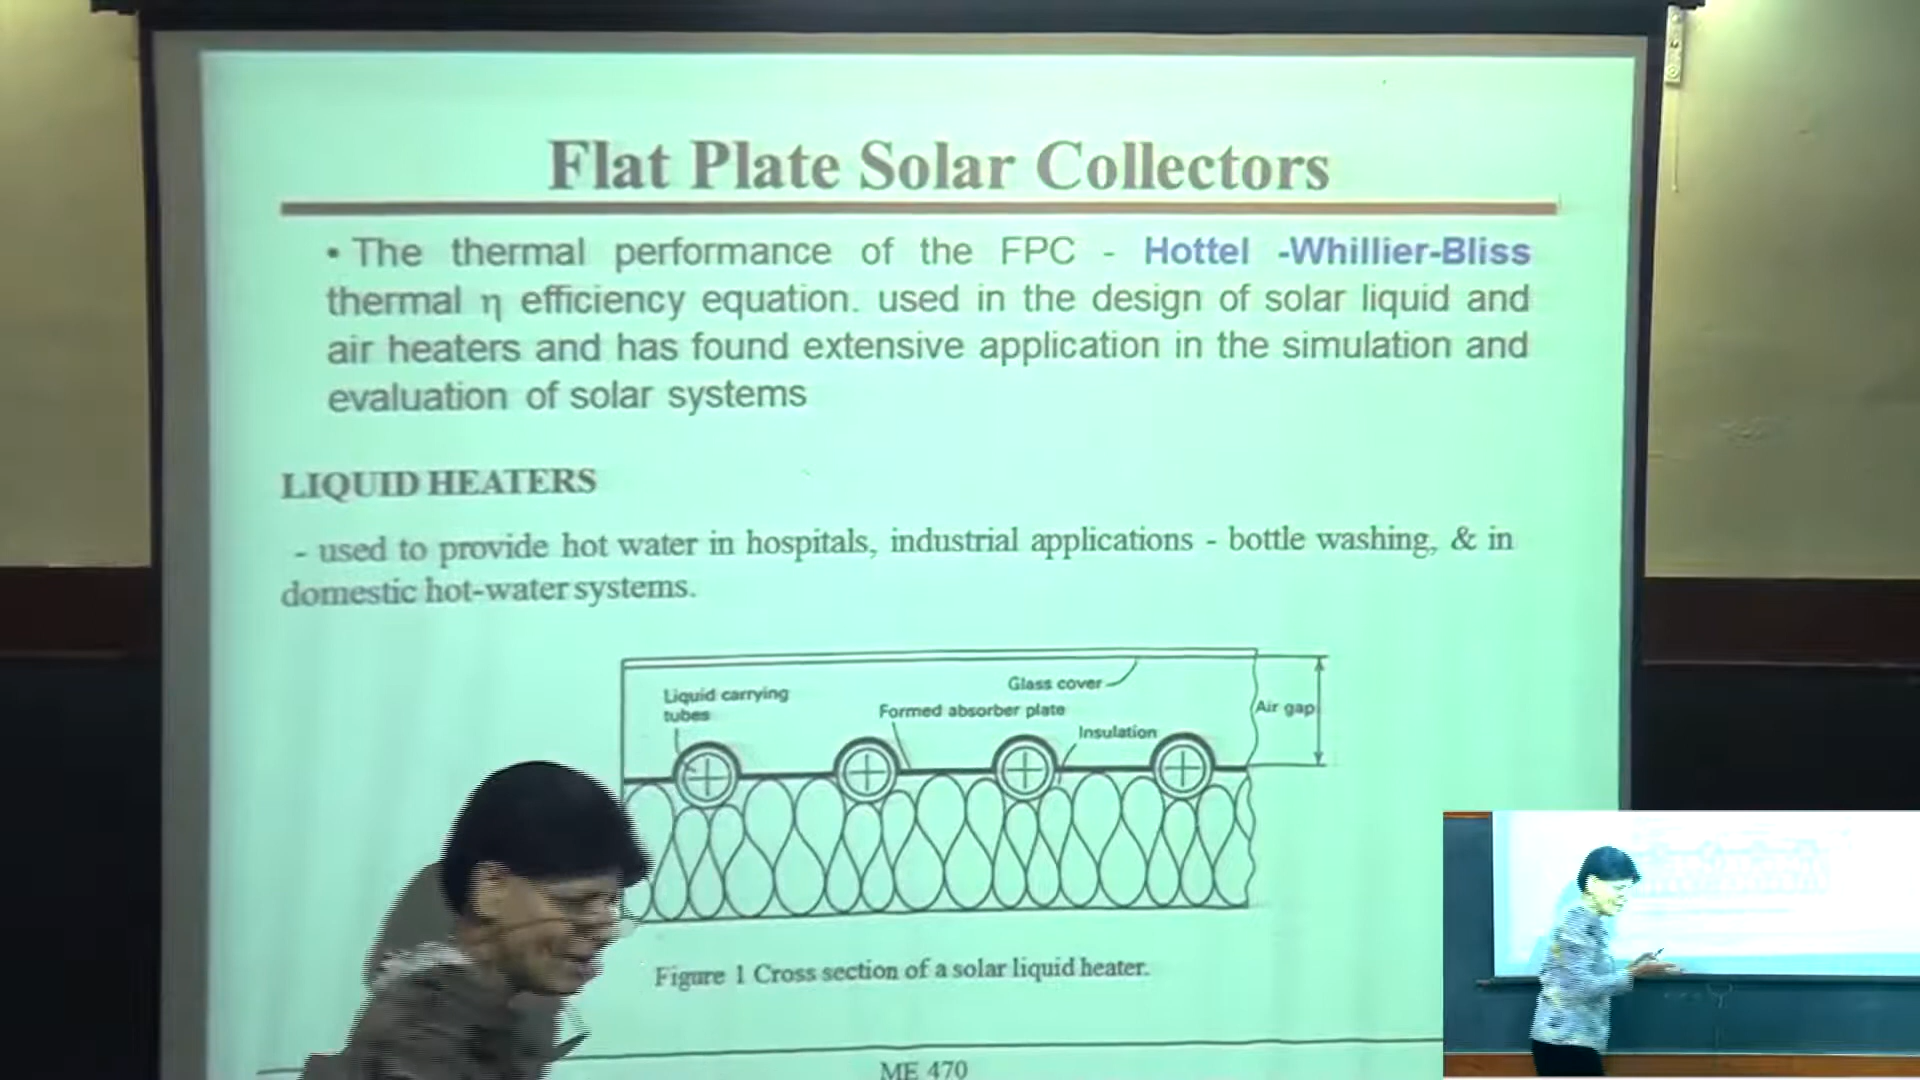 Flat Plate Solar Collectors
• The thermal performance of the FPC - Hottel -Whillier-Bliss
thermal η efficiency equation. used in the design of solar liquid and
air heaters and has found extensive application in the simulation and
evaluation of solar systems
LIQUID HEATERS
- used to provide hot water in hospitals, industrial applications - bottle washing, & in
domestic hot-water systems.
Glass cover
Liquid carrying
tubes
Formed absorber plate
Air gap
Insulation
Figure 1 Cross section of a solar liquid heater.
ME 470